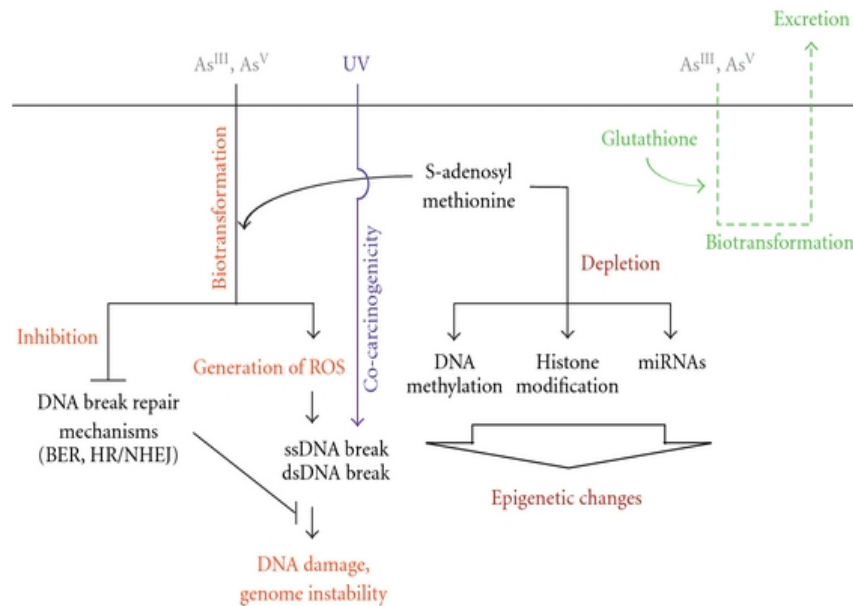 Excretion
As^III, As^V
UV
As^III, As^V
Glutathione
S-adenosyl
methionine
Biotransformation
Biotransformation
Co-carcinogenicity
Depletion
Inhibition
Generation of ROS
DNA
methylation
Histone
modification
miRNAs
DNA break repair
mechanisms
(BER, HR/NHEJ)
ssDNA break
dsDNA break
Epigenetic changes
DNA damage,
genome instability